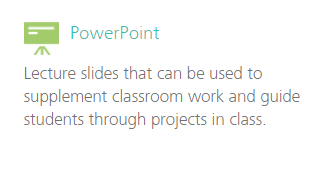 PowerPoint
Lecture slides that can be used to
supplement classroom work and guide
students through projects in class.